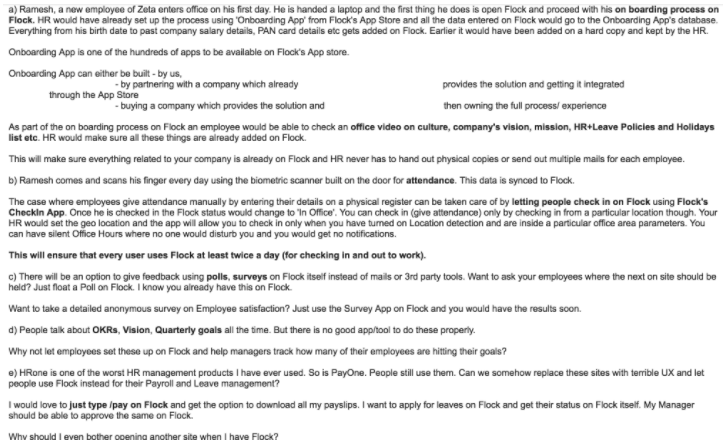 a) Ramesh, a new employee of Zeta enters office on his first day. He is handed a laptop and the first thing he does is open Flock and proceed with his on boarding process on
Flock. HR would have already set up the process using 'Onboarding App' from Flock's App Store and all the data entered on Flock would go to the Onboarding App's database.
Everything from his birth date to past company salary details, PAN card details etc gets added on Flock. Earlier it would have been added on a hard copy and kept by the HR.
Onboarding App is one of the hundreds of apps to be available on Flock's App store.
Onboarding App can either be built - by us,
- by partnering with a company which already provides the solution and getting it integrated
through the App Store
- buying a company which provides the solution and then owning the full process/ experience
As part of the on boarding process on Flock an employee would be able to check an office video on culture, company's vision, mission, HR+Leave Policies and Holidays
list etc. HR would make sure all these things are already added on Flock.
This will make sure everything related to your company is already on Flock and HR never has to hand out physical copies or send out multiple mails for each employee.
b) Ramesh comes and scans his finger every day using the biometric scanner built on the door for attendance. This data is synced to Flock.
The case where employees give attendance manually by entering their details on a physical register can be taken care of by letting people check in on Flock using Flock's
CheckIn App. Once he is checked in the Flock status would change to 'In Office'. You can check in (give attendance) only by checking in from a particular location though. Your
HR would set the geo location and the app will allow you to check in only when you have turned on Location detection and are inside a particular office area parameters. You
can have silent Office Hours where no one would disturb you and you would get no notifications.
This will ensure that every user uses Flock at least twice a day (for checking in and out to work).
c) There will be an option to give feedback using polls, surveys on Flock itself instead of mails or 3rd party tools. Want to ask your employees where the next on site should be
held? Just float a Poll on Flock. I know you already have this on Flock.
Want to take a detailed anonymous survey on Employee satisfaction? Just use the Survey App on Flock and you would have the results soon.
d) People talk about OKRs, Vision, Quarterly goals all the time. But there is no good app/tool to do these properly.
Why not let employees set these up on Flock and help managers track how many of their employees are hitting their goals?
e) HRone is one of the worst HR management products I have ever used. So is PayOne. People still use them. Can we somehow replace these sites with terrible UX and let
people use Flock instead for their Payroll and Leave management?
I would love to just type /pay on Flock and get the option to download all my payslips. I want to apply for leaves on Flock and get their status on Flock itself. My Manager
should be able to approve the same on Flock.
Why should I even bother opening another site when I have Flock?